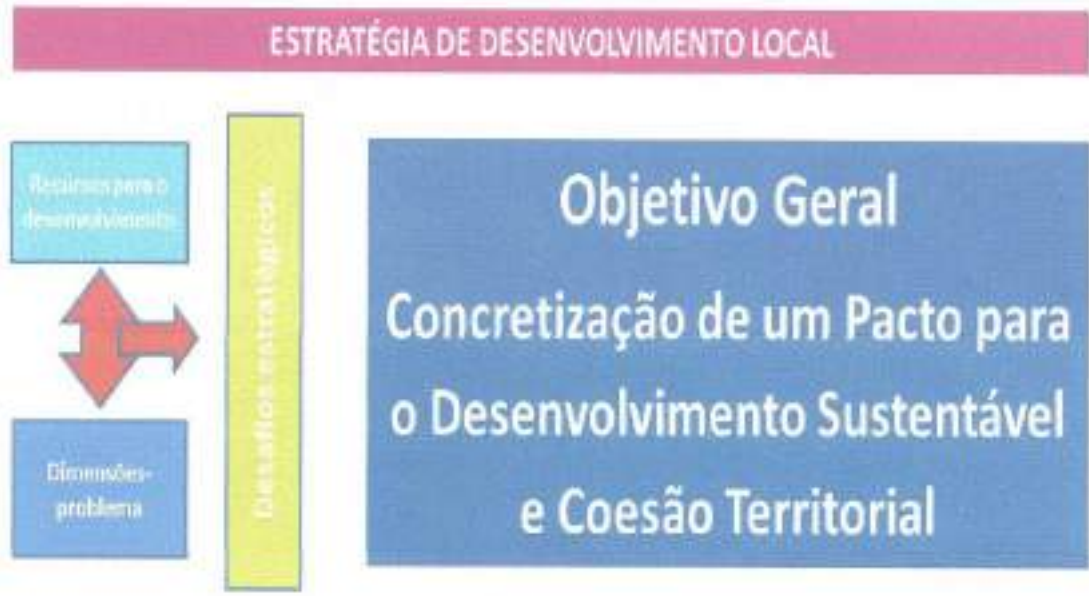 ESTRATÉGIA DE DESENVOLVIMENTO LOCAL
Recursos para o
desenvolvimento
Desafios estratégicos
Dimensões-
problema
Objetivo Geral
Concretização de um Pacto para
o Desenvolvimento Sustentável
e Coesão Territorial